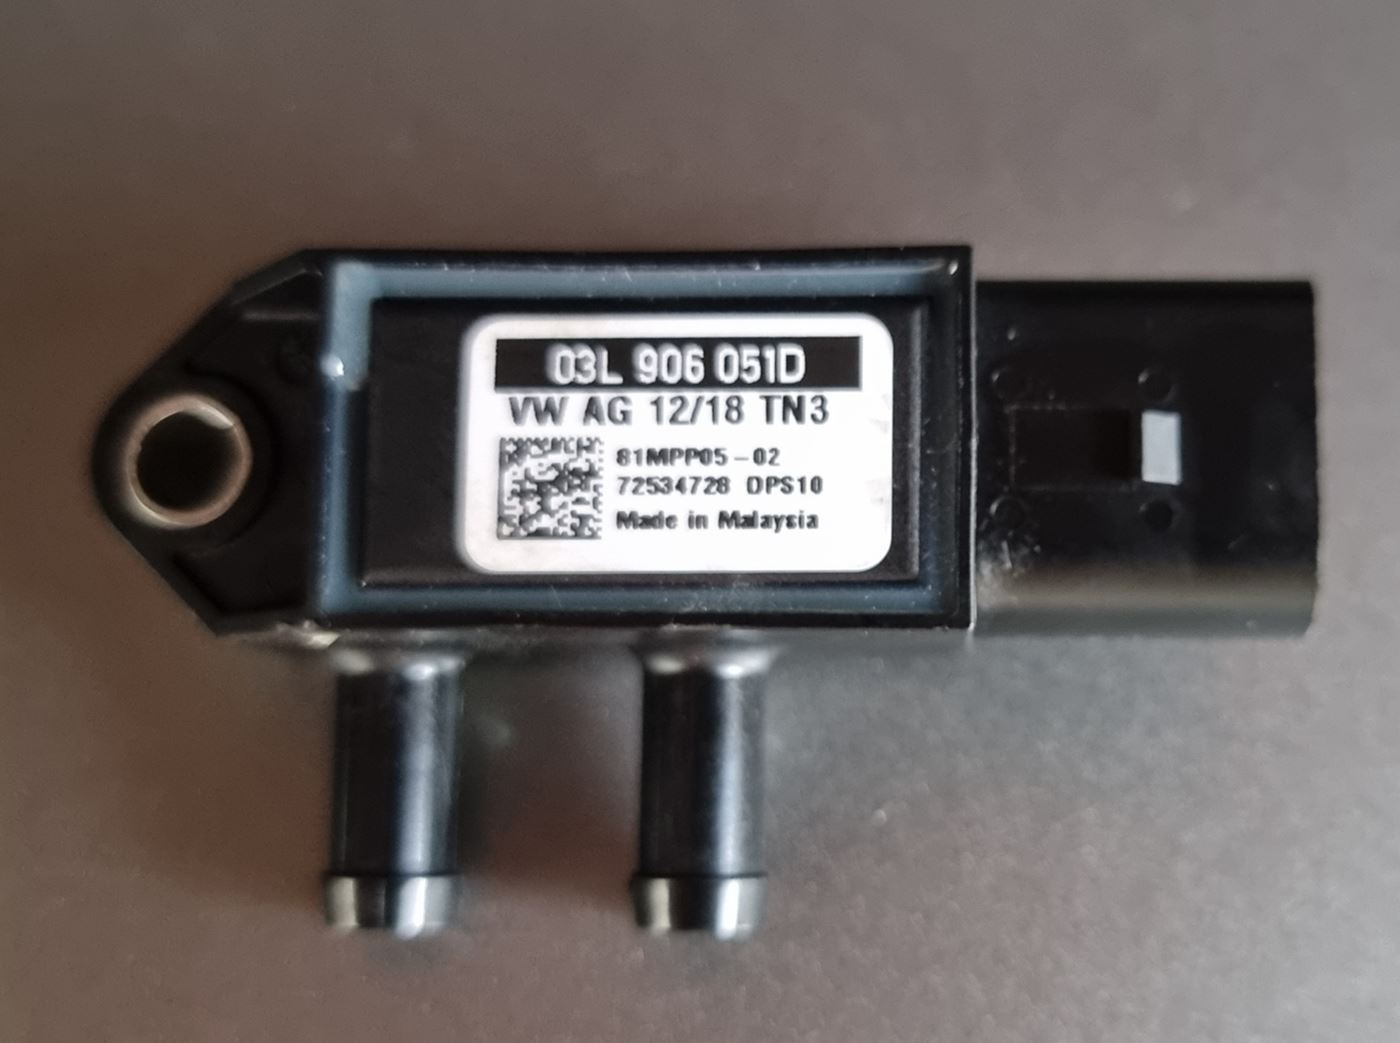 03L 906 051D
VW AG 12/18 TN3
81MPP05-02
72534728 DPS10
Made in Malaysia